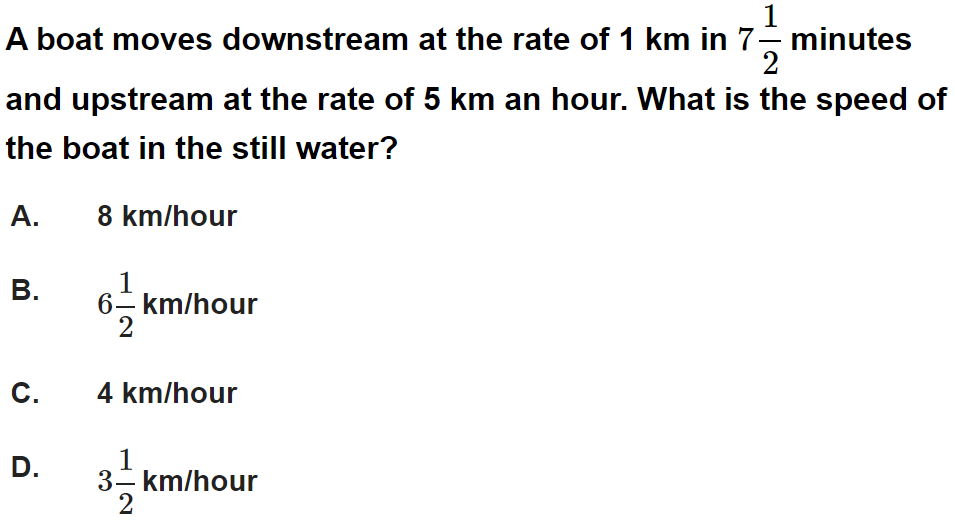 A boat moves downstream at the rate of 1 km in 7 1/2 minutes
and upstream at the rate of 5 km an hour. What is the speed of
the boat in the still water?
A. 8 km/hour
B. 6 1/2 km/hour
C. 4 km/hour
D. 3 1/2 km/hour